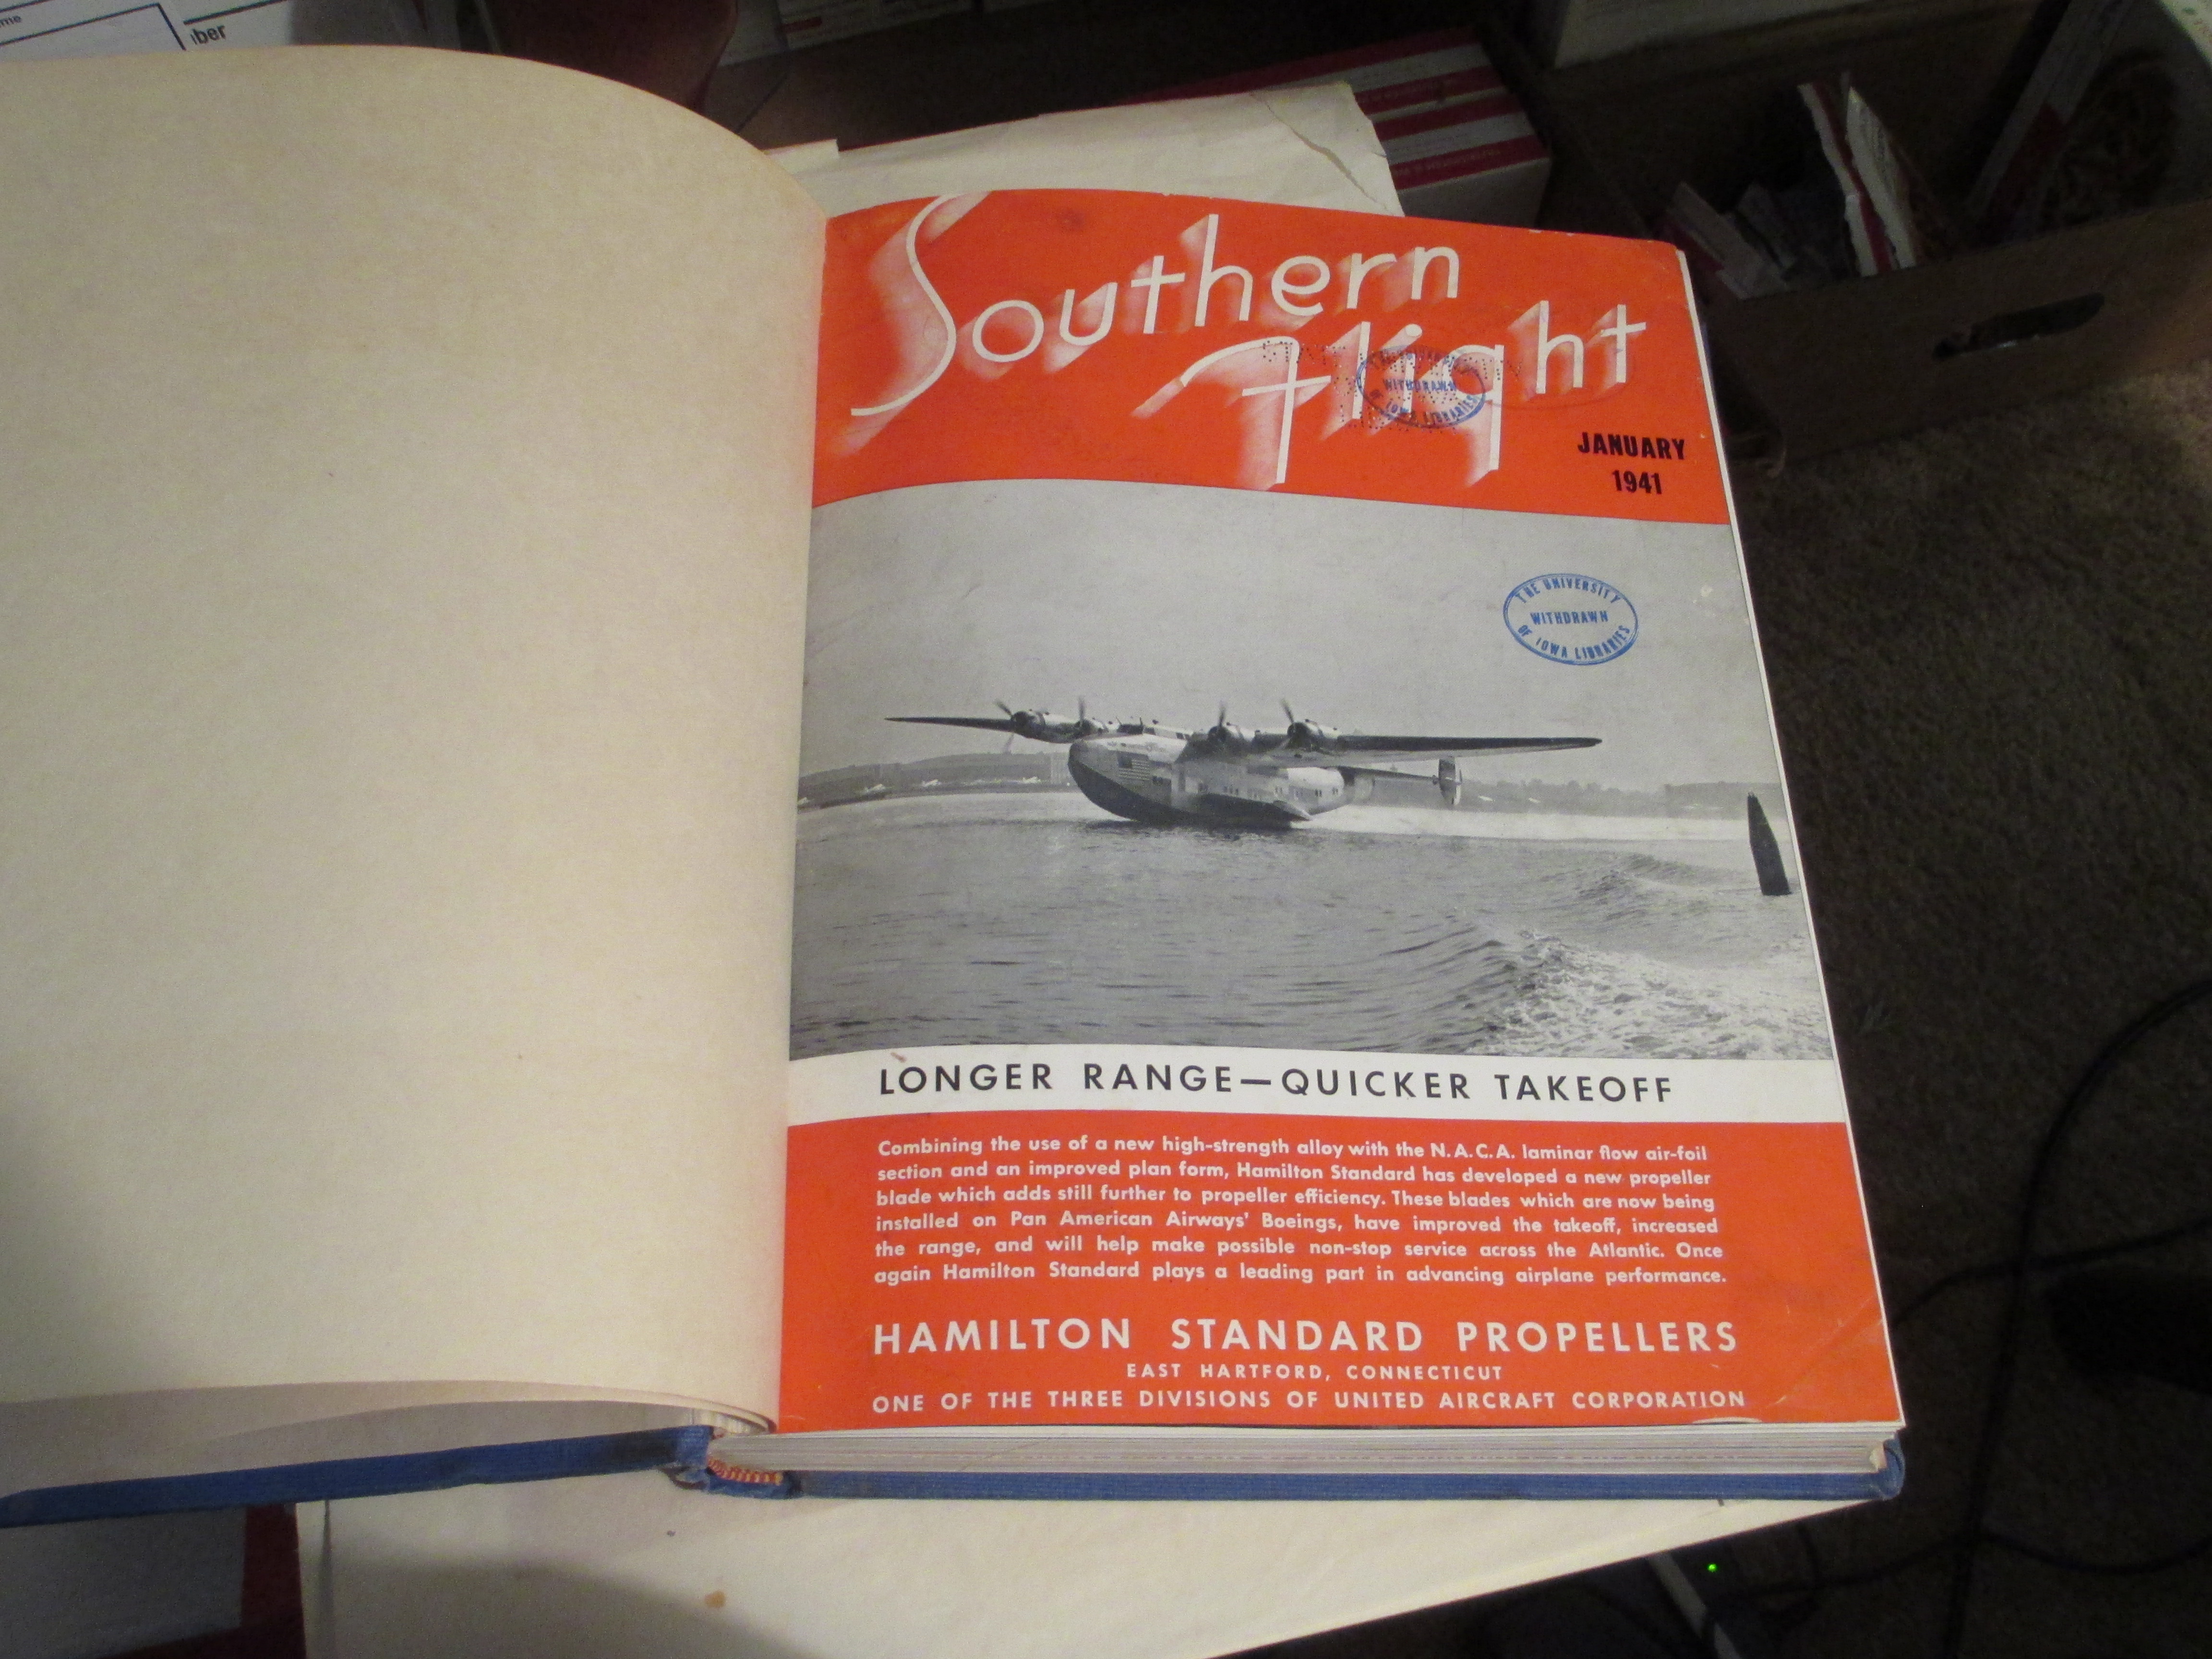 me
ber
Southern
Flight
WITHDRAWN
IOWA LIBRARIES
JANUARY
1941
THE UNIVERSITY
WITHDRAWN
OF IOWA LIBRARIES
LONGER RANGE—QUICKER TAKEOFF
Combining the use of a new high-strength alloy with the N.A.C.A. laminar flow air-foil
section and an improved plan form, Hamilton Standard has developed a new propeller
blade which adds still further to propeller efficiency. These blades which are now being
installed on Pan American Airways' Boeings, have improved the takeoff, increased
the range, and will help make possible non-stop service across the Atlantic. Once
again Hamilton Standard plays a leading part in advancing airplane performance.
HAMILTON STANDARD PROPELLERS
EAST HARTFORD, CONNECTICUT
ONE OF THE THREE DIVISIONS OF UNITED AIRCRAFT CORPORATION